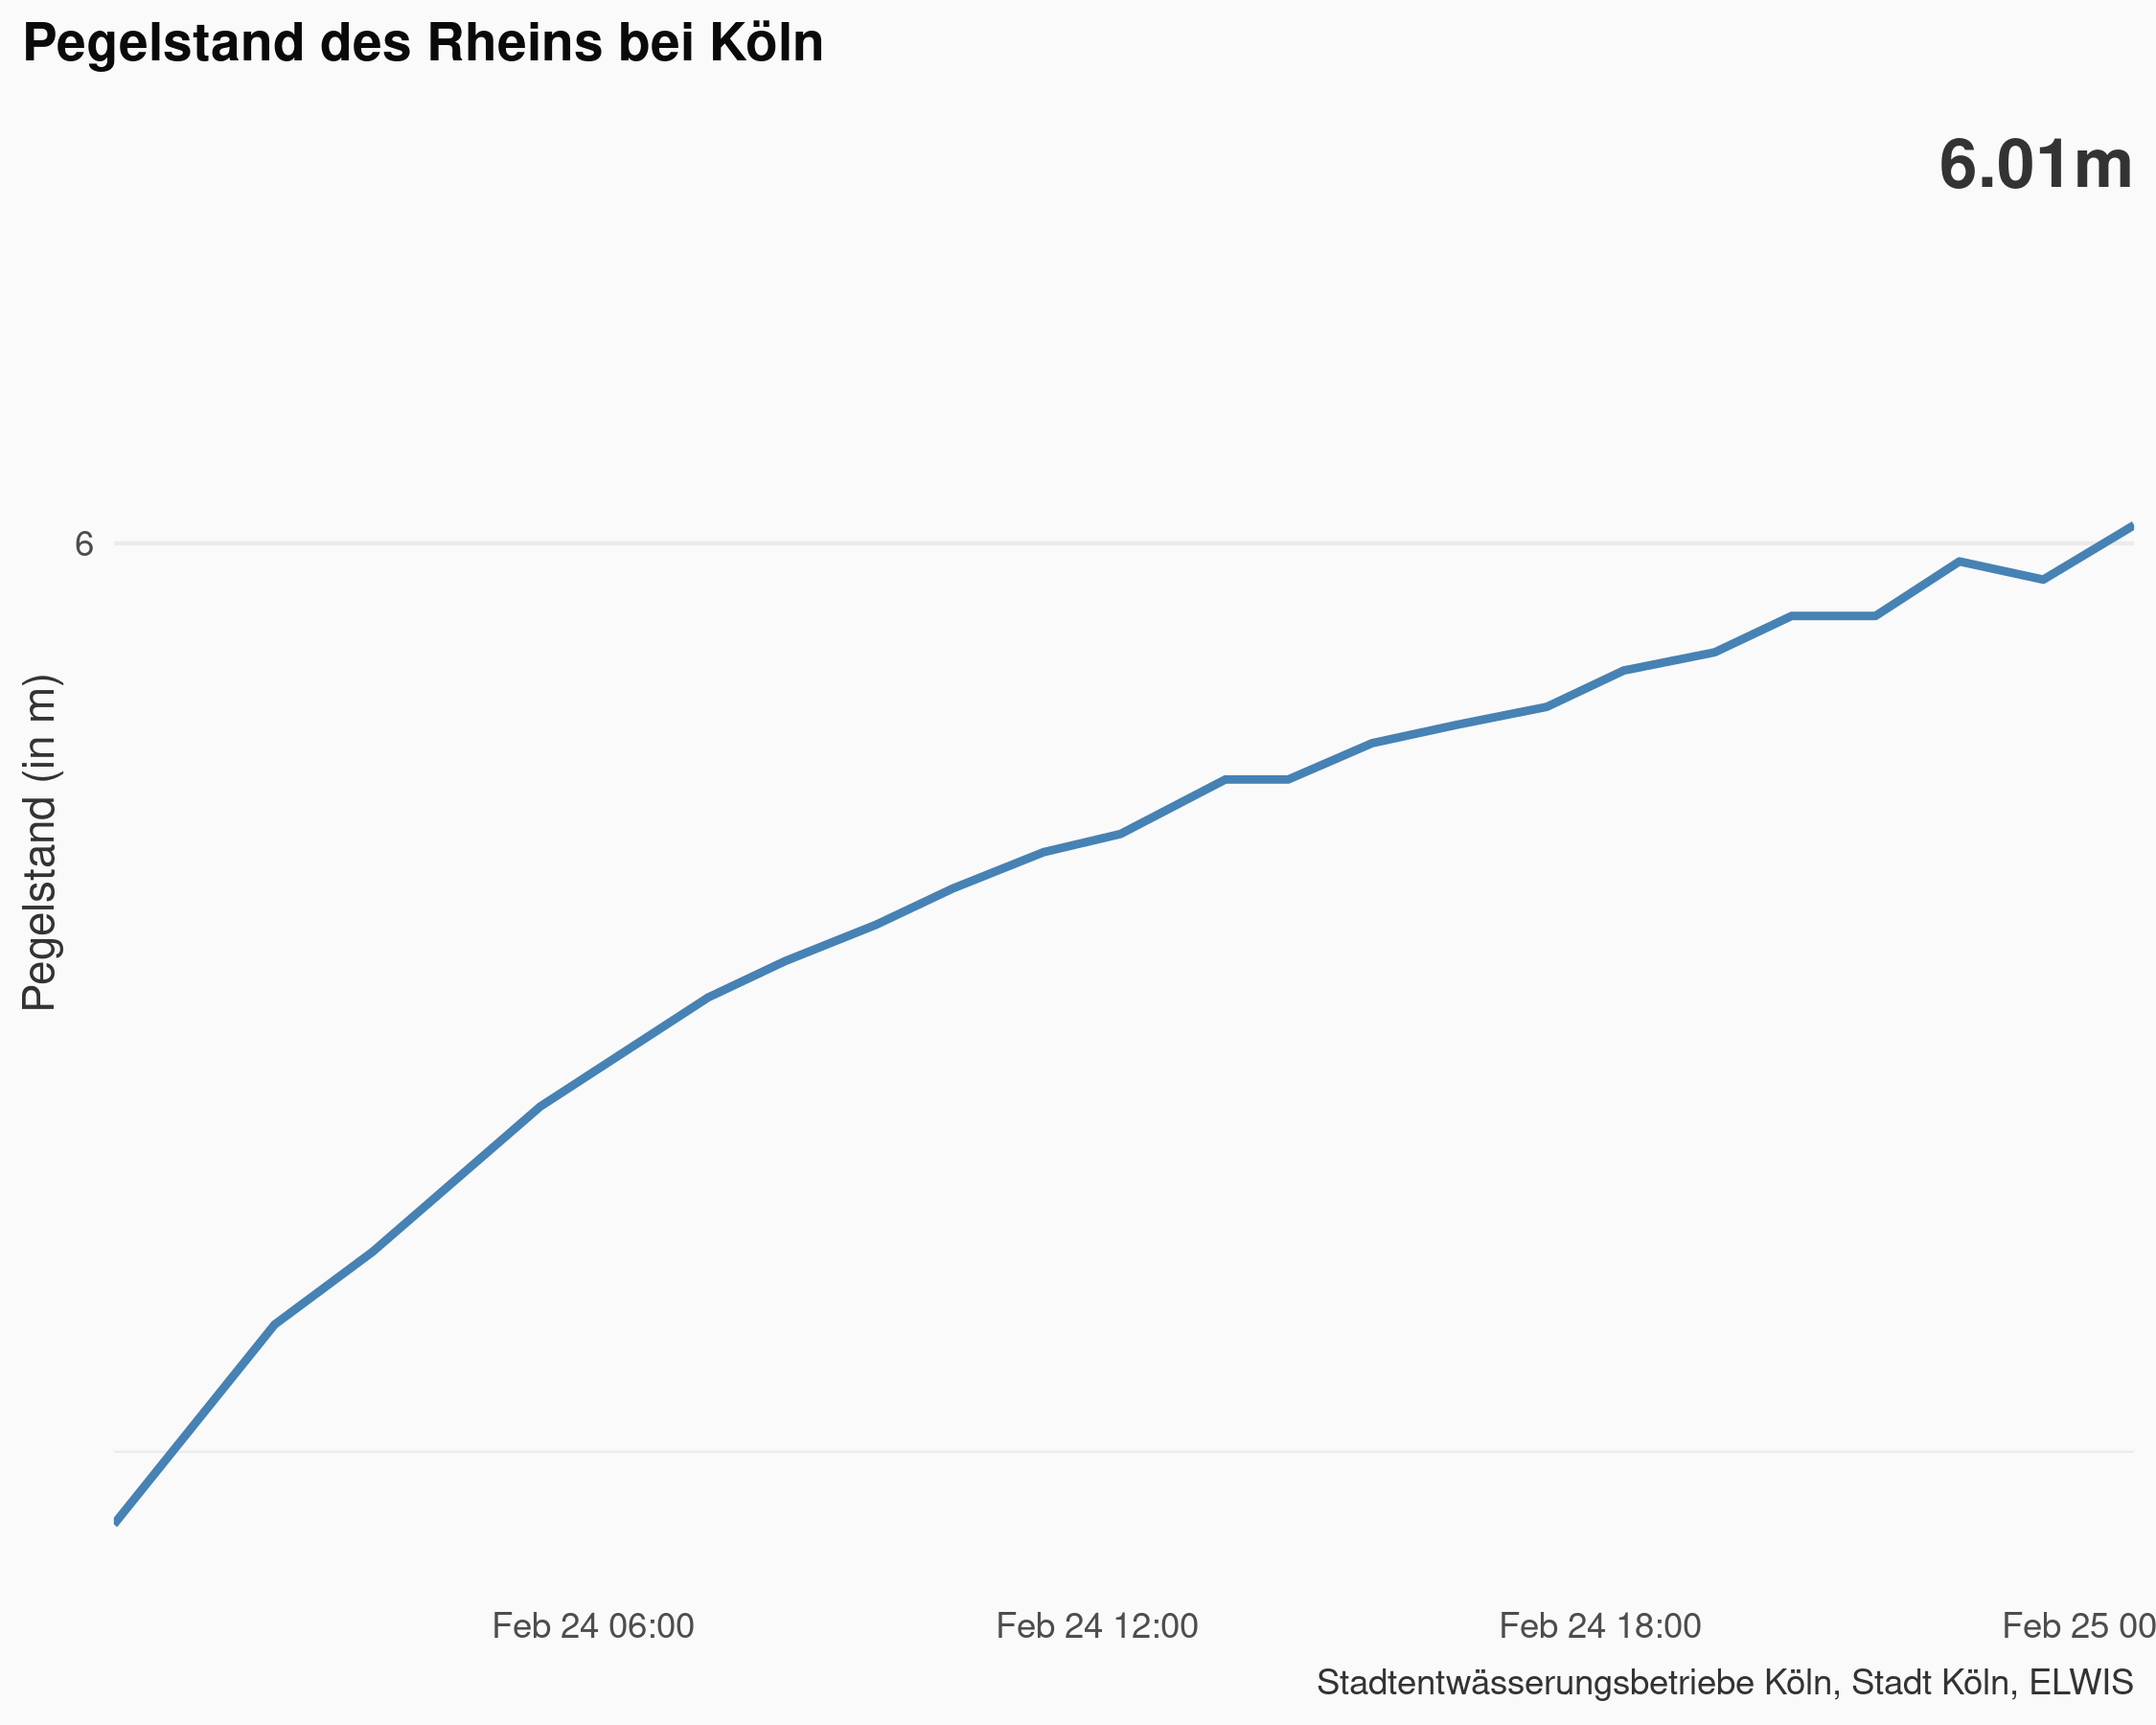 Pegelstand des Rheins bei Köln
6.01m
6
Pegelstand (in m)
Feb 24 06:00
Feb 24 12:00
Feb 24 18:00
Feb 25 00
Stadtentwässerungsbetriebe Köln, Stadt Köln, ELWIS